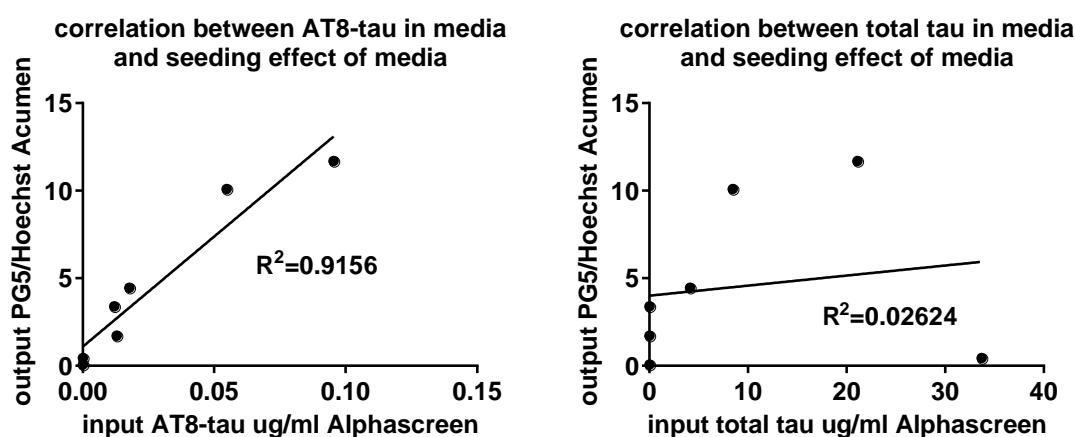 correlation between AT8-tau in media
and seeding effect of media
output PG5/Hoechst Acumen
15
10
5
0
R²=0.9156
0.00
0.05
0.10
0.15
input AT8-tau ug/ml Alphascreen
correlation between total tau in media
and seeding effect of media
output PG5/Hoechst Acumen
15
10
5
0
R²=0.02624
0
10
20
30
40
input total tau ug/ml Alphascreen